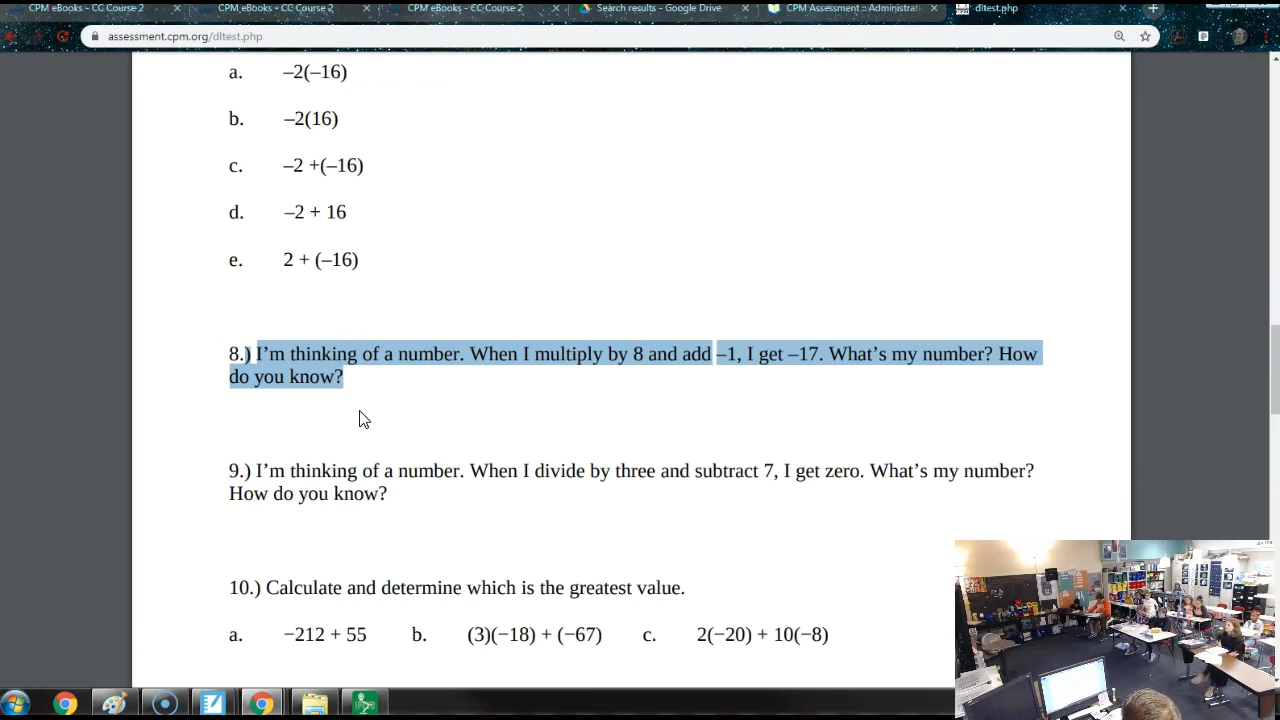 CPM eBooks - CC Course 2
CPM eBooks - CC Course 2
CPM eBooks - CC Course 2
Search results - Google Drive
CPM Assessment :: Administrati
dltest.php
assessment.cpm.org/dltest.php
a. –2(–16)
b. –2(16)
c. –2 +(–16)
d. –2 + 16
e. 2 + (–16)
8.) I’m thinking of a number. When I multiply by 8 and add –1, I get –17. What’s my number? How
do you know?
9.) I’m thinking of a number. When I divide by three and subtract 7, I get zero. What’s my number?
How do you know?
10.) Calculate and determine which is the greatest value.
a. −212 + 55 b. (3)(−18) + (−67) c. 2(−20) + 10(−8)